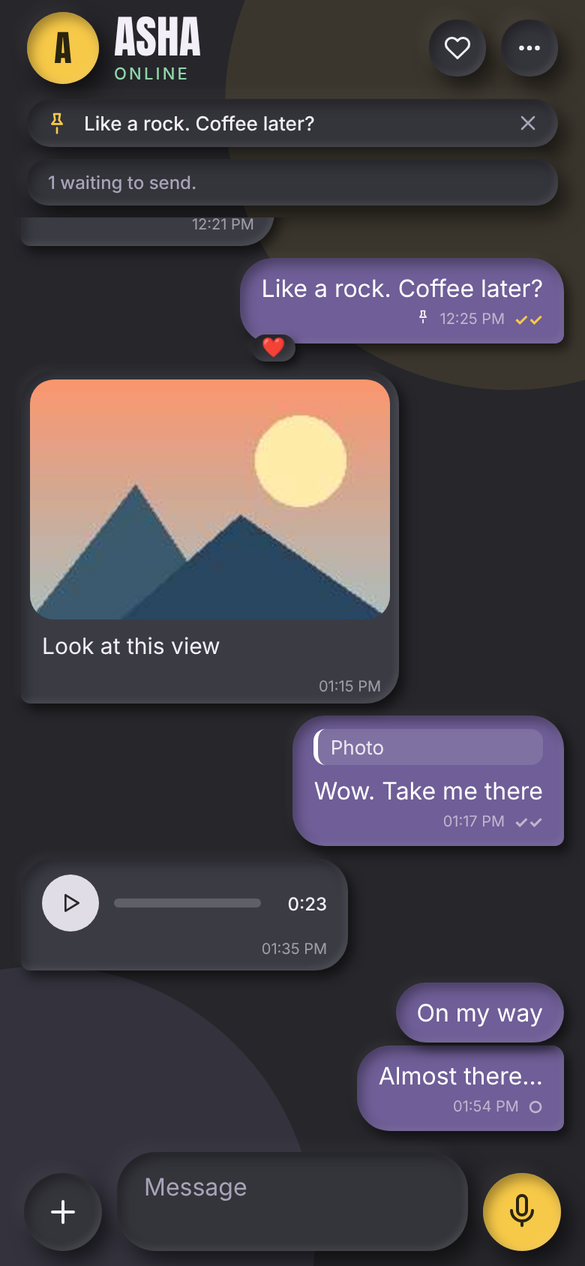 A
ASHA
ONLINE
Like a rock. Coffee later?
1 waiting to send.
12:21 PM
Like a rock. Coffee later?
12:25 PM
Look at this view
01:15 PM
Photo
Wow. Take me there
01:17 PM
0:23
01:35 PM
On my way
Almost there…
01:54 PM
Message